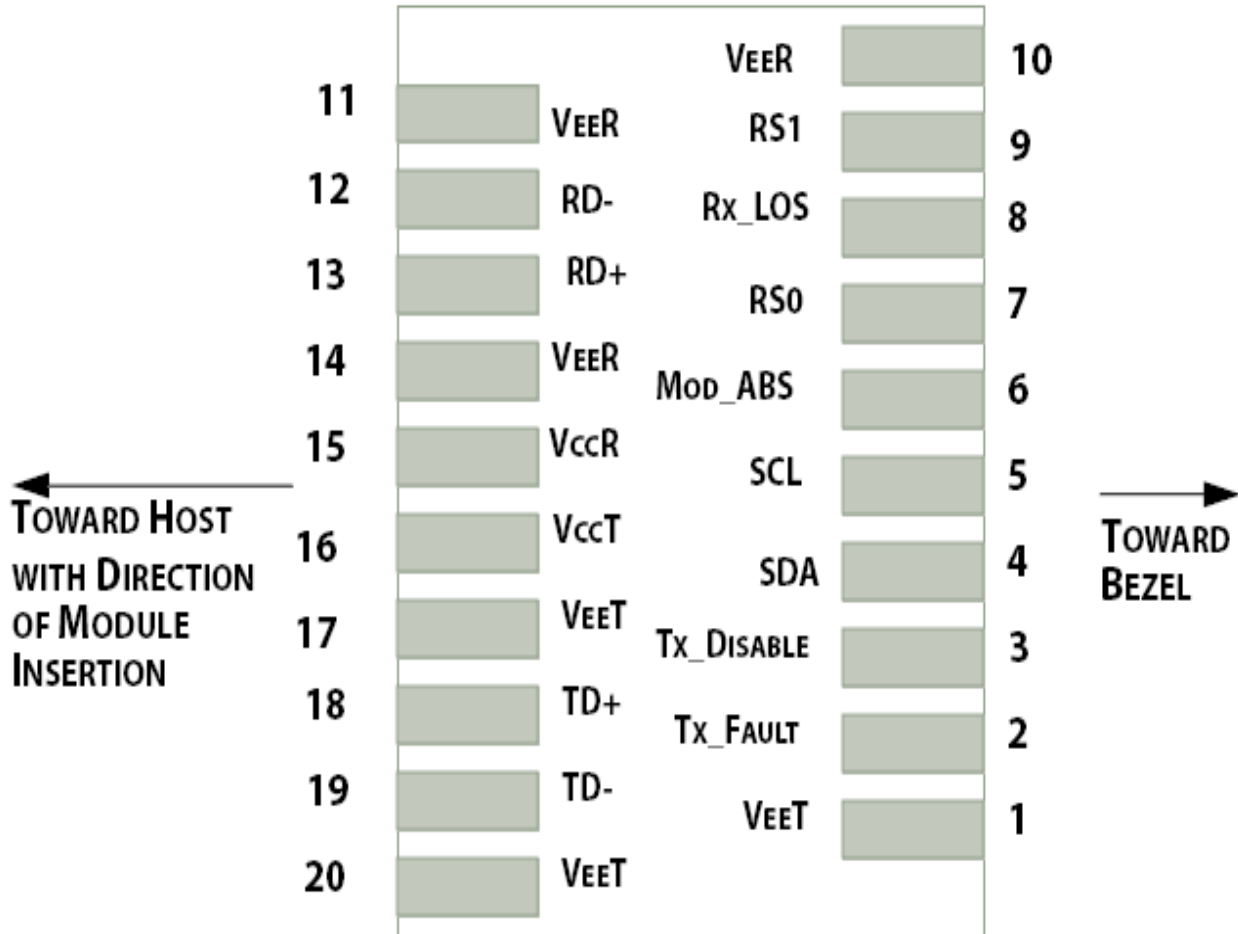 VEER 10
11 VEER
RS1 9
12 RD-
Rx_LOS 8
13 RD+
RS0 7
14 VEER
Mod_ABS 6
15 VccR
SCL 5
16 VccT
SDA 4
17 VEET
Tx_Disable 3
18 TD+
Tx_Fault 2
19 TD-
VEET 1
20 VEET
Toward Host
with Direction
of Module
Insertion
Toward
Bezel